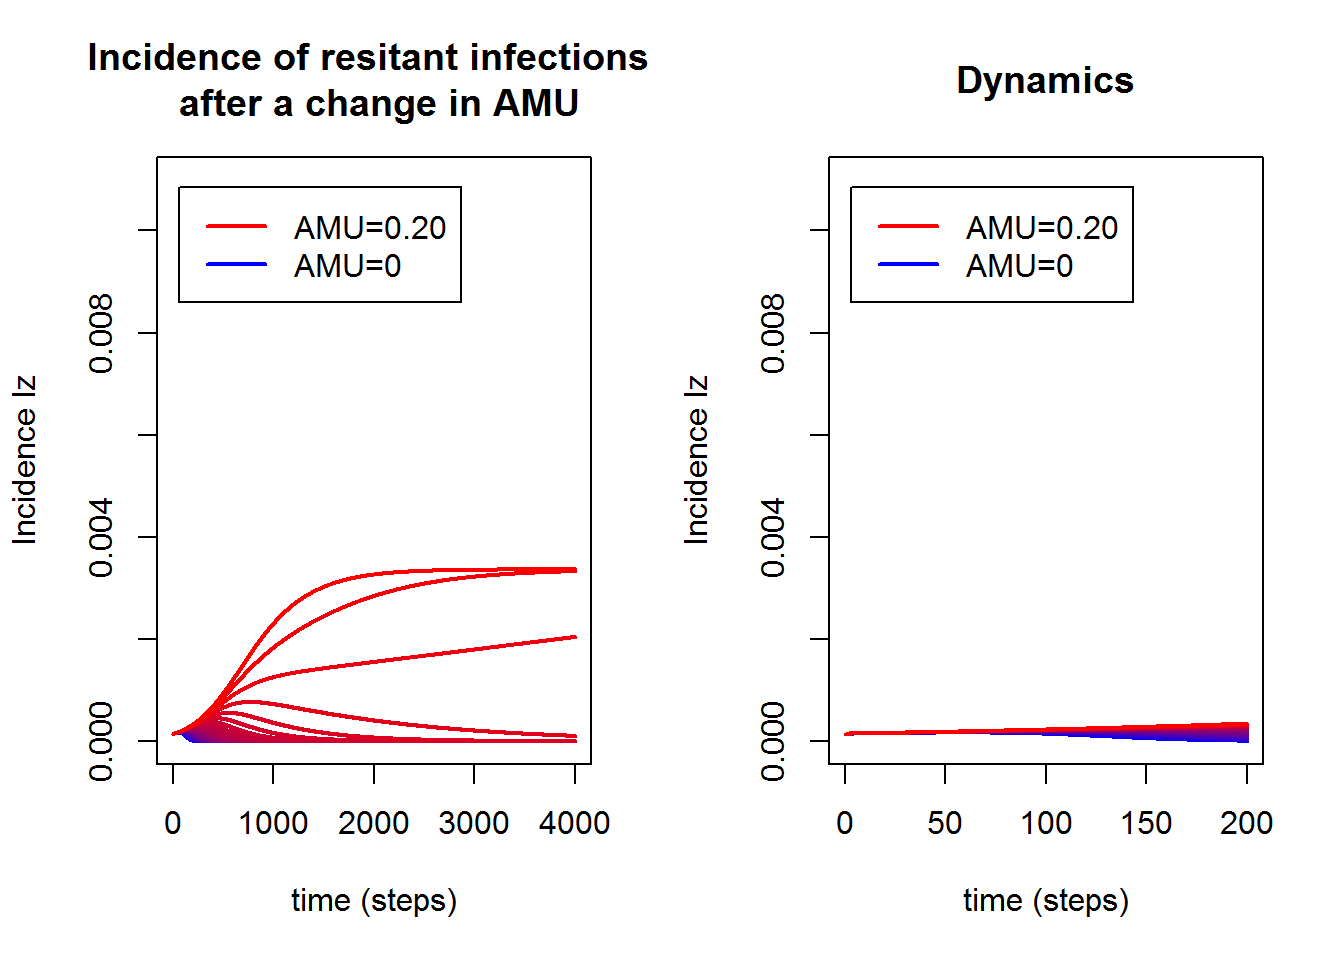 Incidence of resitant infections
after a change in AMU
AMU=0.20
AMU=0
Incidence Iz
0.000
0.004
0.008
0
1000
2000
3000
4000
time (steps)
Dynamics
AMU=0.20
AMU=0
Incidence Iz
0.000
0.004
0.008
0
50
100
150
200
time (steps)